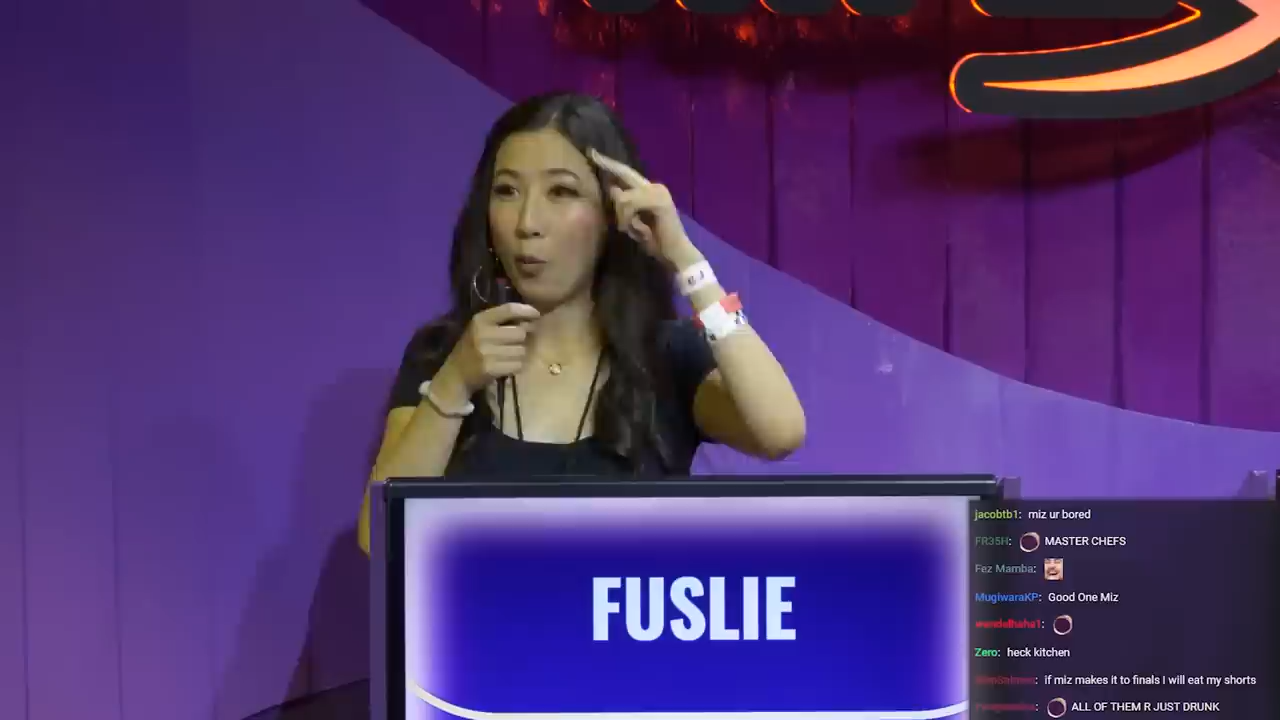 FUSLIE
jacobtb1: miz ur bored
FR35H: MASTER CHEFS
Fez Mamba:
MugiwaraKP: Good One Miz
Zero: heck kitchen
if miz makes it to finals I will eat my shorts
ALL OF THEM R JUST DRUNK